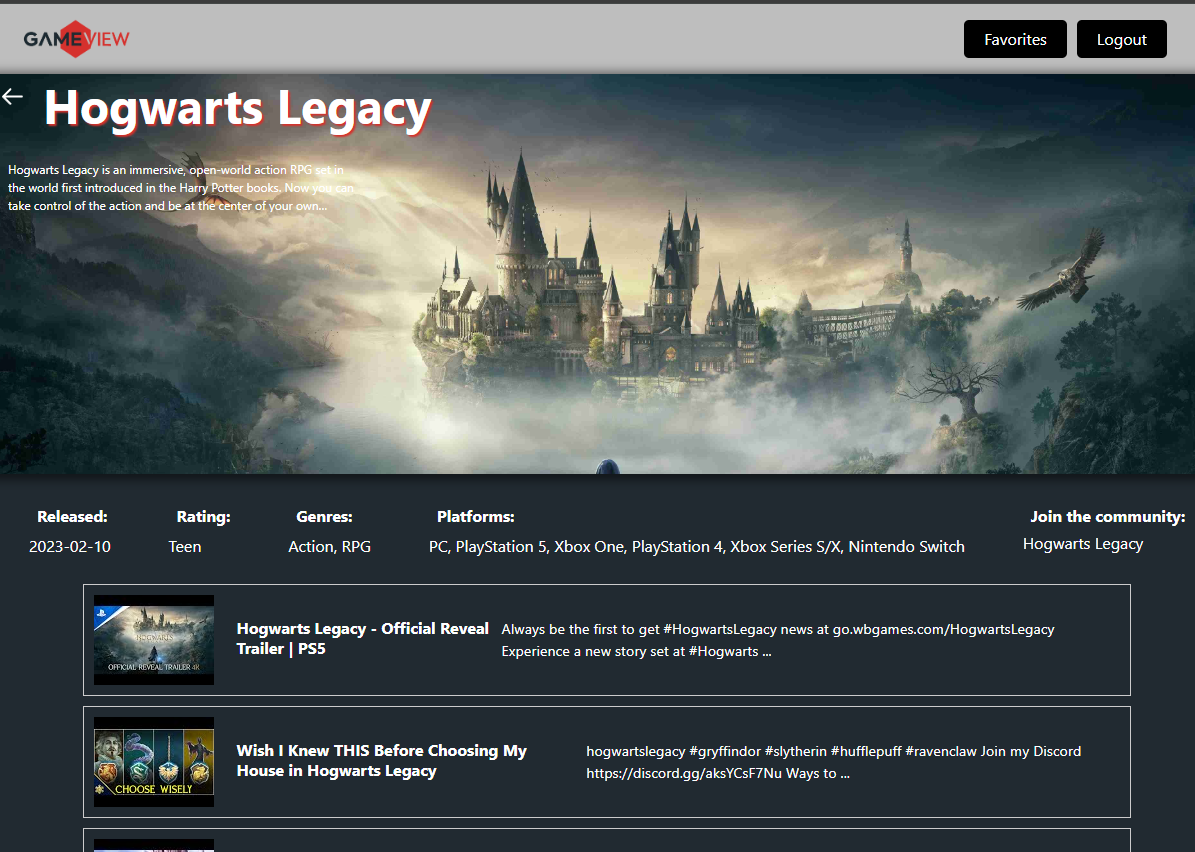 GAMEVIEW
Favorites
Logout
Hogwarts Legacy
Hogwarts Legacy is an immersive, open-world action RPG set in
the world first introduced in the Harry Potter books. Now you can
take control of the action and be at the center of your own...
Released:
2023-02-10
Rating:
Teen
Genres:
Action, RPG
Platforms:
PC, PlayStation 5, Xbox One, PlayStation 4, Xbox Series S/X, Nintendo Switch
Join the community:
Hogwarts Legacy
HOGWARTS
OFFICIAL REVEAL TRAILER 4K
Hogwarts Legacy - Official Reveal
Trailer | PS5
Always be the first to get #HogwartsLegacy news at go.wbgames.com/HogwartsLegacy
Experience a new story set at #Hogwarts ...
CHOOSE WISELY
Wish I Knew THIS Before Choosing My
House in Hogwarts Legacy
hogwartslegacy #gryffindor #slytherin #hufflepuff #ravenclaw Join my Discord
https://discord.gg/aksYCsF7Nu Ways to ...